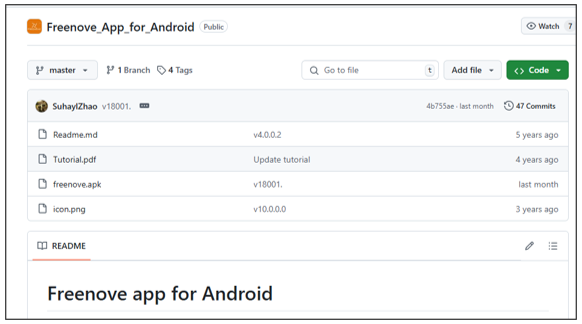 Freenove_App_for_Android Public Watch 7
master 1 Branch 4 Tags Go to file t Add file Code
SuhaylZhao v18001. 4b755ae · last month 47 Commits
Readme.md v4.0.0.2 5 years ago
Tutorial.pdf Update tutorial 4 years ago
freenove.apk v18001. last month
icon.png v10.0.0.0 3 years ago
README
Freenove app for Android